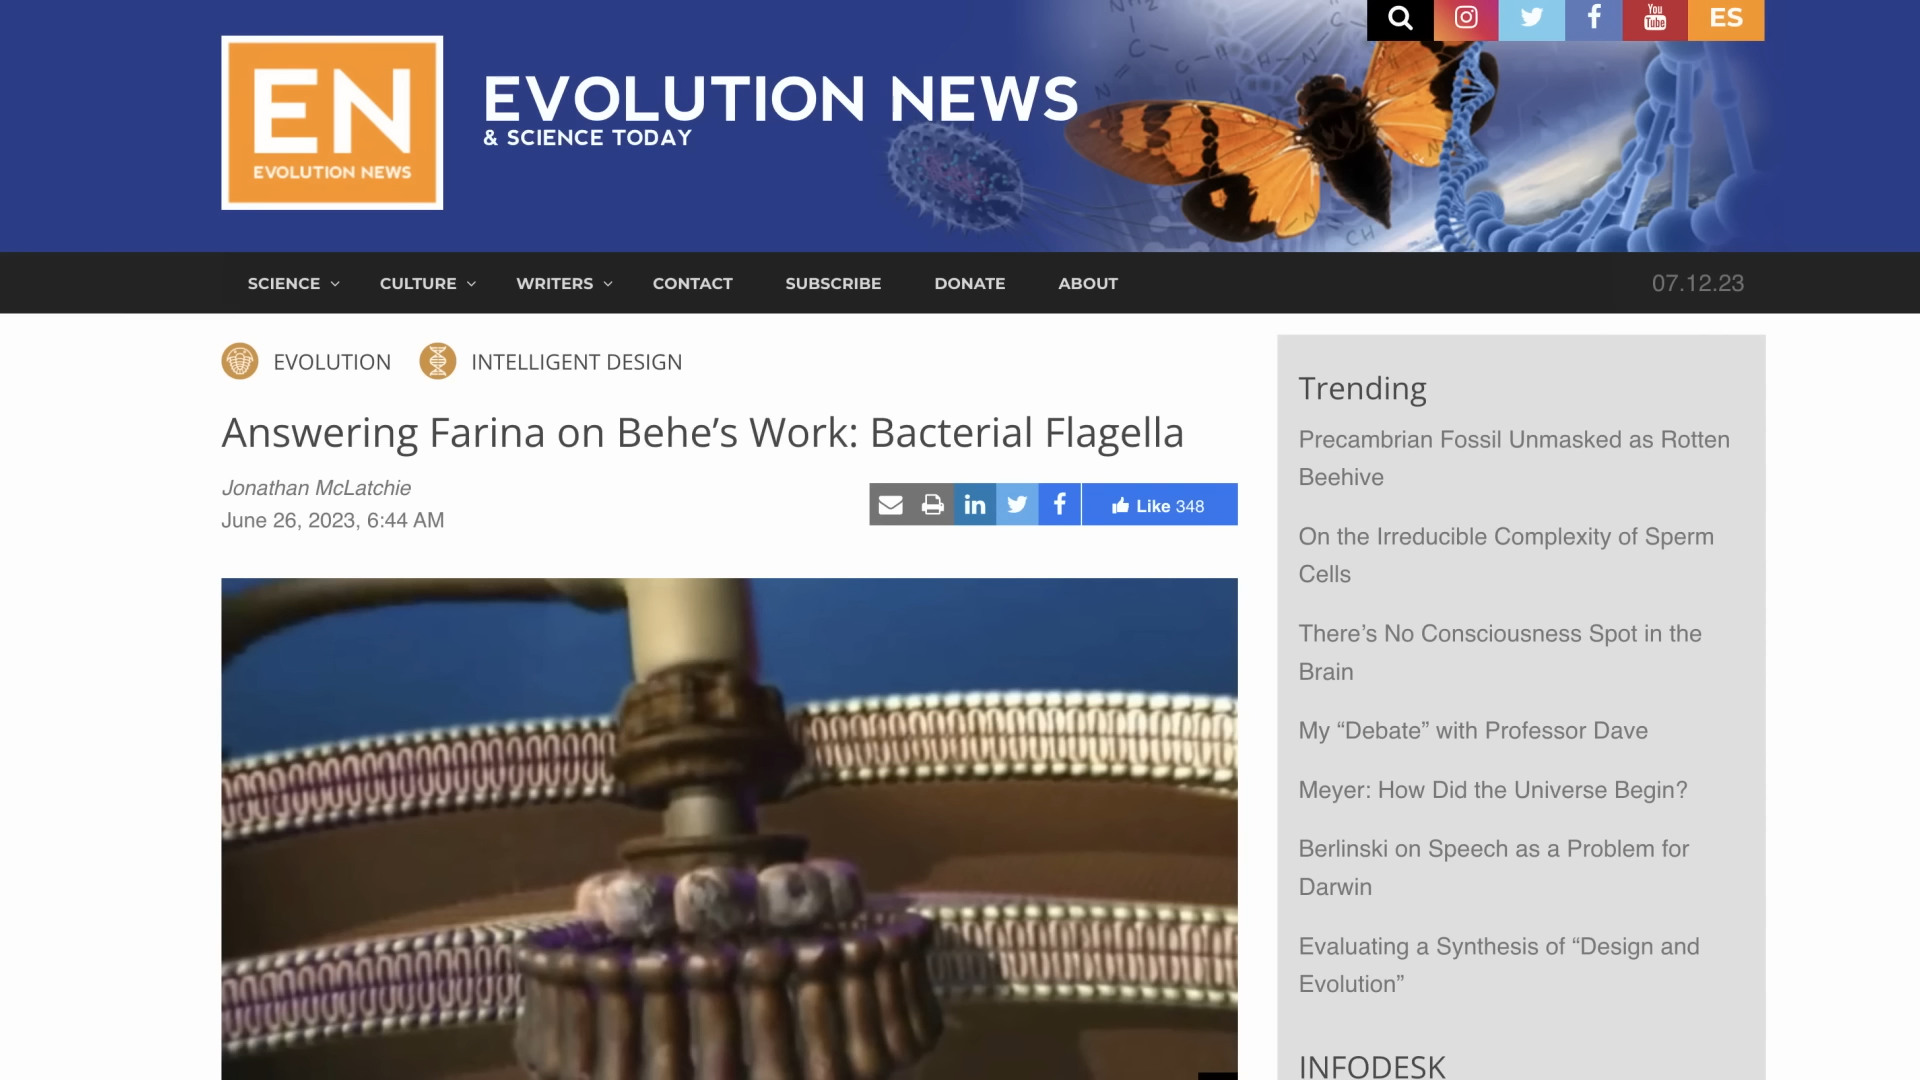 ES
EN
EVOLUTION NEWS
EVOLUTION NEWS
& SCIENCE TODAY
SCIENCE
CULTURE
WRITERS
CONTACT
SUBSCRIBE
DONATE
ABOUT
07.12.23
EVOLUTION
INTELLIGENT DESIGN
Answering Farina on Behe’s Work: Bacterial Flagella
Jonathan McLatchie
June 26, 2023, 6:44 AM
Like 348
Trending
Precambrian Fossil Unmasked as Rotten
Beehive
On the Irreducible Complexity of Sperm
Cells
There’s No Consciousness Spot in the
Brain
My “Debate” with Professor Dave
Meyer: How Did the Universe Begin?
Berlinski on Speech as a Problem for
Darwin
Evaluating a Synthesis of “Design and
Evolution”
INFODESK